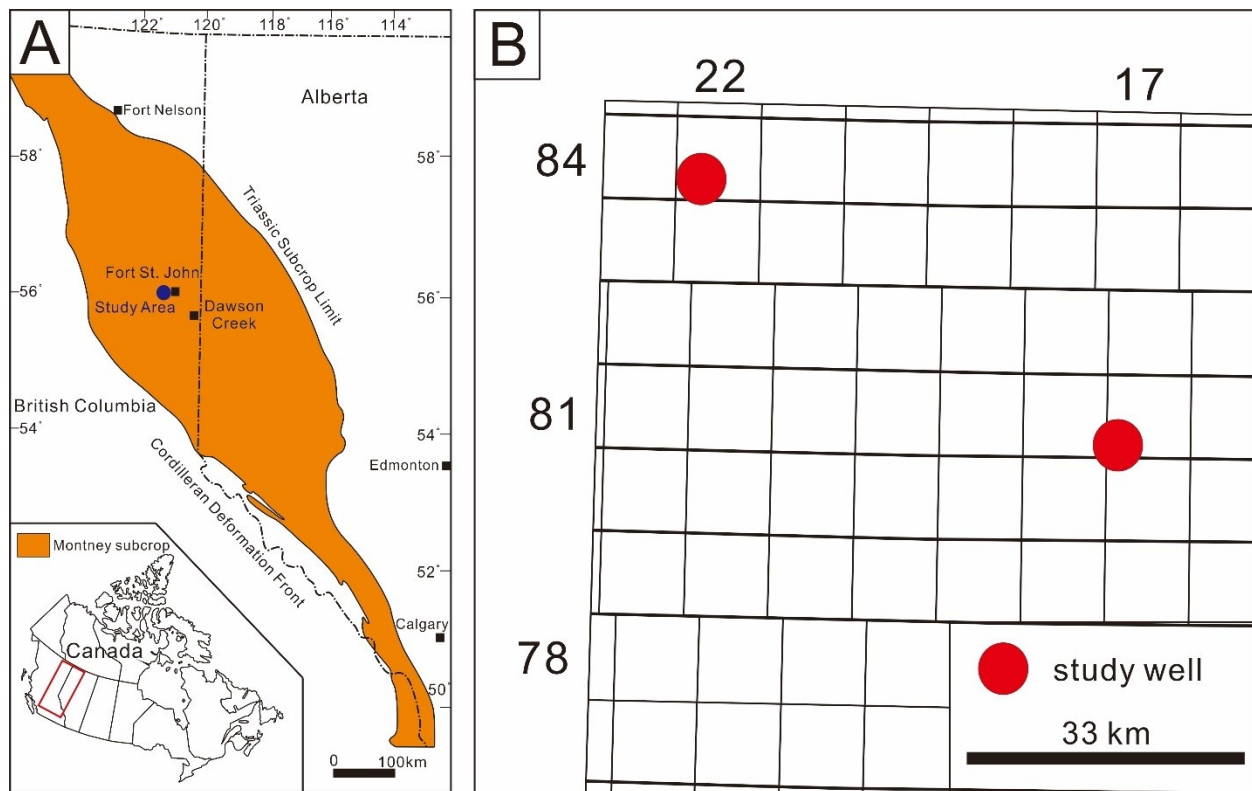 A
122° 120° 118° 116° 114°
Fort Nelson
Alberta
58°
58°
Triassic Subcrop Limit
Fort St. John
56°
56°
Study Area
Dawson
Creek
British Columbia
54°
54°
Edmonton
Cordilleran Deformation Front
Montney subcrop
52°
Calgary
Canada
50°
0 100km
B
22 17
84
81
78
study well
33 km